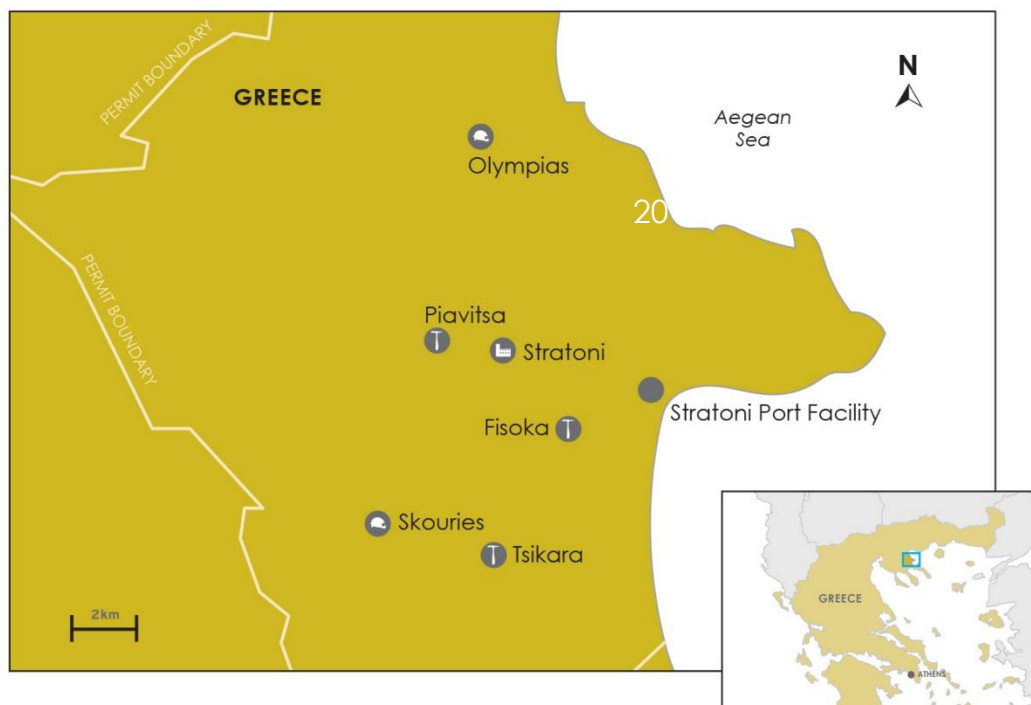 PERMIT BOUNDARY
GREECE
N
Aegean
Sea
Olympias
20
PERMIT BOUNDARY
Piavitsa
Stratoni
Stratoni Port Facility
Fisoka
Skouries
Tsikara
2km
GREECE
ATHENS